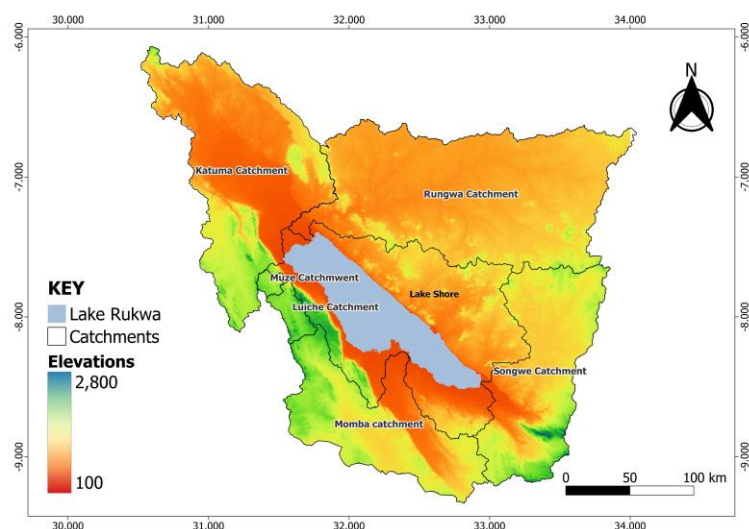 30.000 31.000 32.000 33.000 34.000
-6.000 -6.000
N
Katuma Catchment
-7.000 -7.000
Rungwa Catchment
KEY
Lake Rukwa
Catchments
Elevations
2,800
100
Muze Catchmwent
Lake Shore
Luiche Catchment
-8.000 -8.000
Songwe Catchment
Momba catchment
-9.000 -9.000
0 50 100 km
30.000 31.000 32.000 33.000 34.000